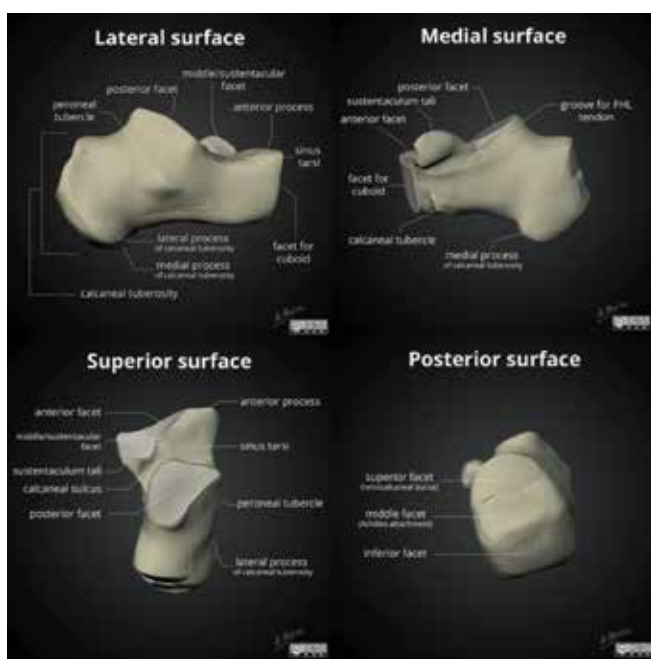 Lateral surface
middle/sustentacular
facet
posterior facet
anterior process
peroneal
tubercle
sinus
tarsi
lateral process
of calcaneal tuberosity
facet for
cuboid
medial process
of calcaneal tuberosity
calcaneal tuberosity
Medial surface
posterior facet
sustentaculum tali
groove for FHL
tendon
anterior facet
facet for
cuboid
calcaneal tubercle
medial process
of calcaneal tuberosity
Superior surface
anterior process
anterior facet
middle/sustentacular
facet
sinus tarsi
sustentaculum tali
calcaneal sulcus
peroneal tubercle
posterior facet
lateral process
of calcaneal tuberosity
Posterior surface
superior facet
(retrocalcaneal bursa)
middle facet
(Achilles attachment)
inferior facet